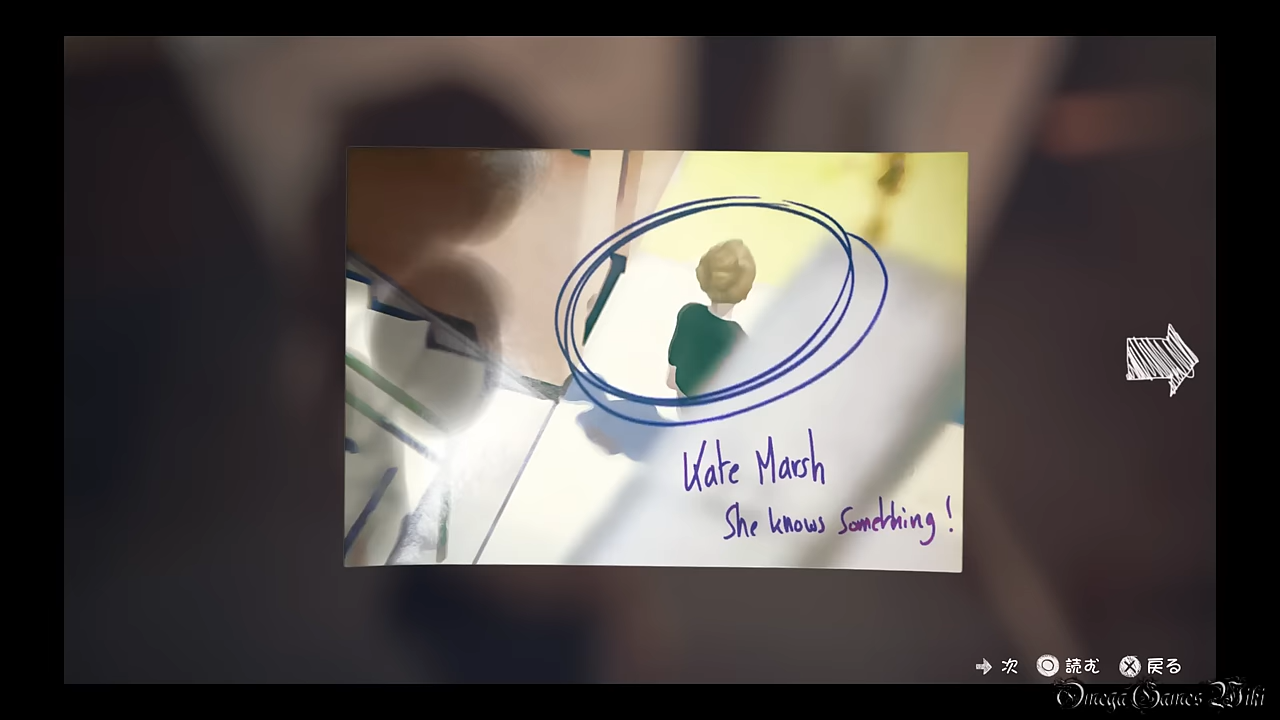 Kate Marsh
She knows something!
次 読む 戻る
Omega Games Wiki